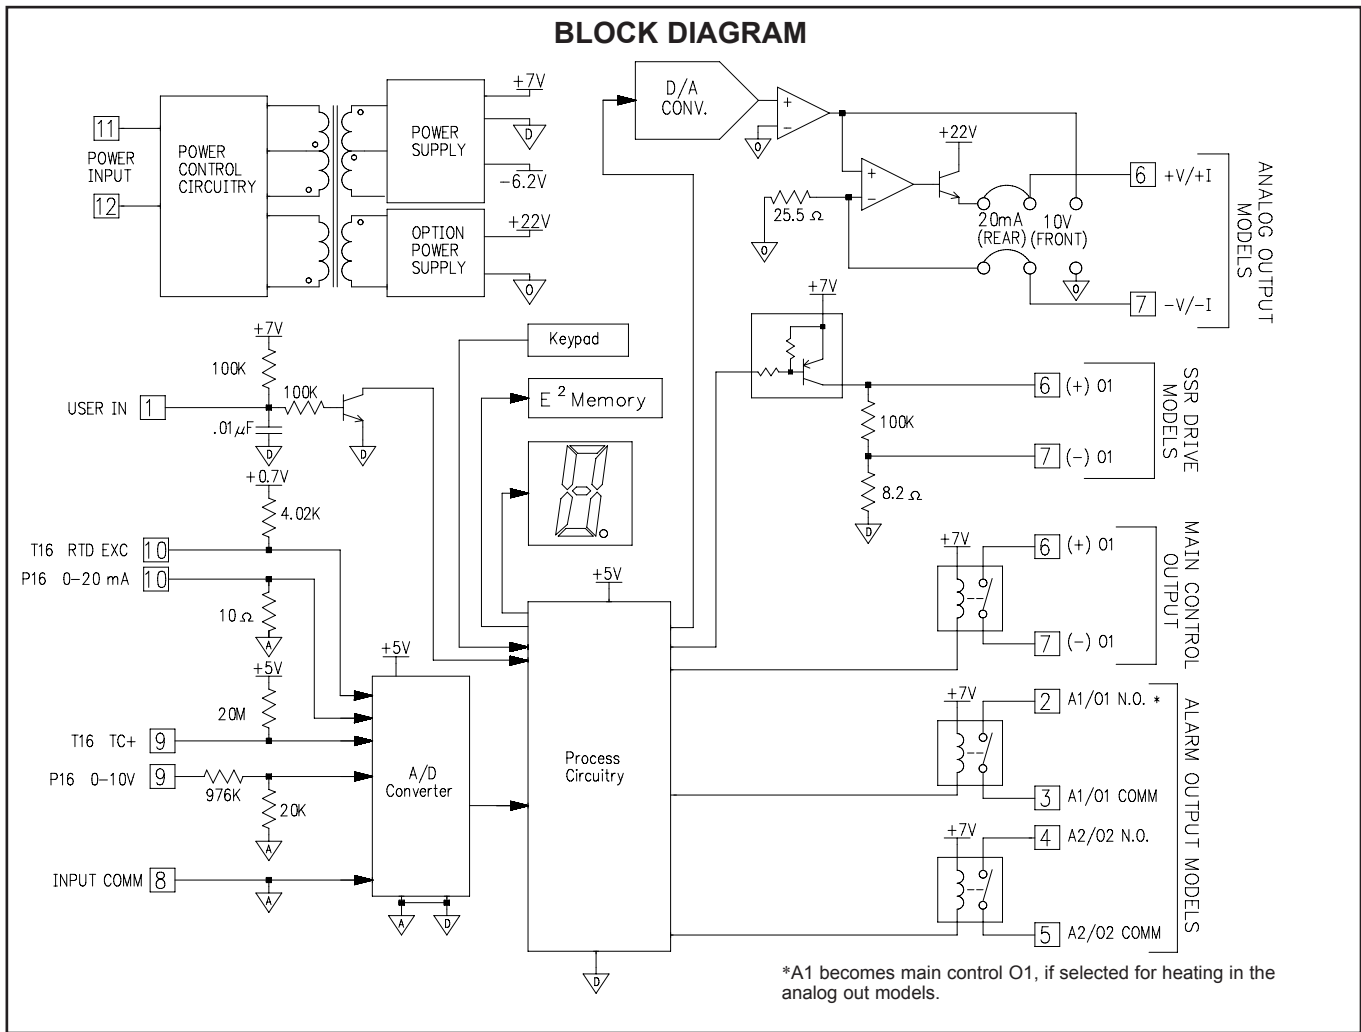 BLOCK DIAGRAM
11
POWER
INPUT
12
POWER
CONTROL
CIRCUITRY
POWER
SUPPLY
+7V
D
-6.2V
OPTION
POWER
SUPPLY
+22V
O
D/A
CONV.
+
-
O
+22V
+
-
25.5 Ω
O
20mA
(REAR)
10V
(FRONT)
O
6 +V/+I
7 -V/-I
ANALOG OUTPUT
MODELS
+7V
100K
USER IN 1
100K
.01µF
D
D
Keypad
E2 Memory
+7V
6 (+) O1
100K
7 (-) O1
8.2 Ω
D
SSR DRIVE
MODELS
+0.7V
4.02K
T16 RTD EXC 10
P16 0-20 mA 10
10 Ω
A
+5V
20M
T16 TC+ 9
P16 0-10V 9
976K
20K
A
INPUT COMM 8
A
+5V
A/D
Converter
A
D
+5V
Process
Circuitry
D
+7V
6 (+) O1
7 (-) O1
MAIN CONTROL
OUTPUT
+7V
2 A1/O1 N.O. *
3 A1/O1 COMM
+7V
4 A2/O2 N.O.
5 A2/O2 COMM
ALARM OUTPUT MODELS
*A1 becomes main control O1, if selected for heating in the
analog out models.